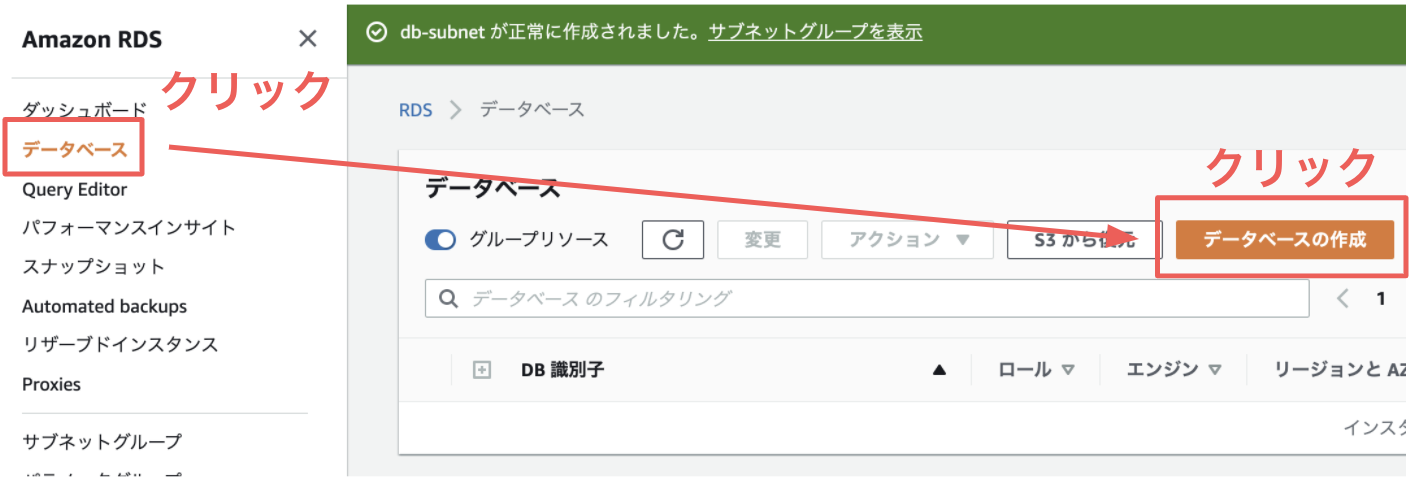 Amazon RDS
db-subnet が正常に作成されました。サブネットグループを表示
クリック
ダッシュボード
データベース
Query Editor
パフォーマンスインサイト
スナップショット
Automated backups
リザーブドインスタンス
Proxies
サブネットグループ
パラメータグループ
RDS
データベース
データベース
クリック
グループリソース
変更
アクション
S3 から復元
データベースの作成
データベース のフィルタリング
1
DB 識別子
ロール
エンジン
リージョンと AZ
インスタ